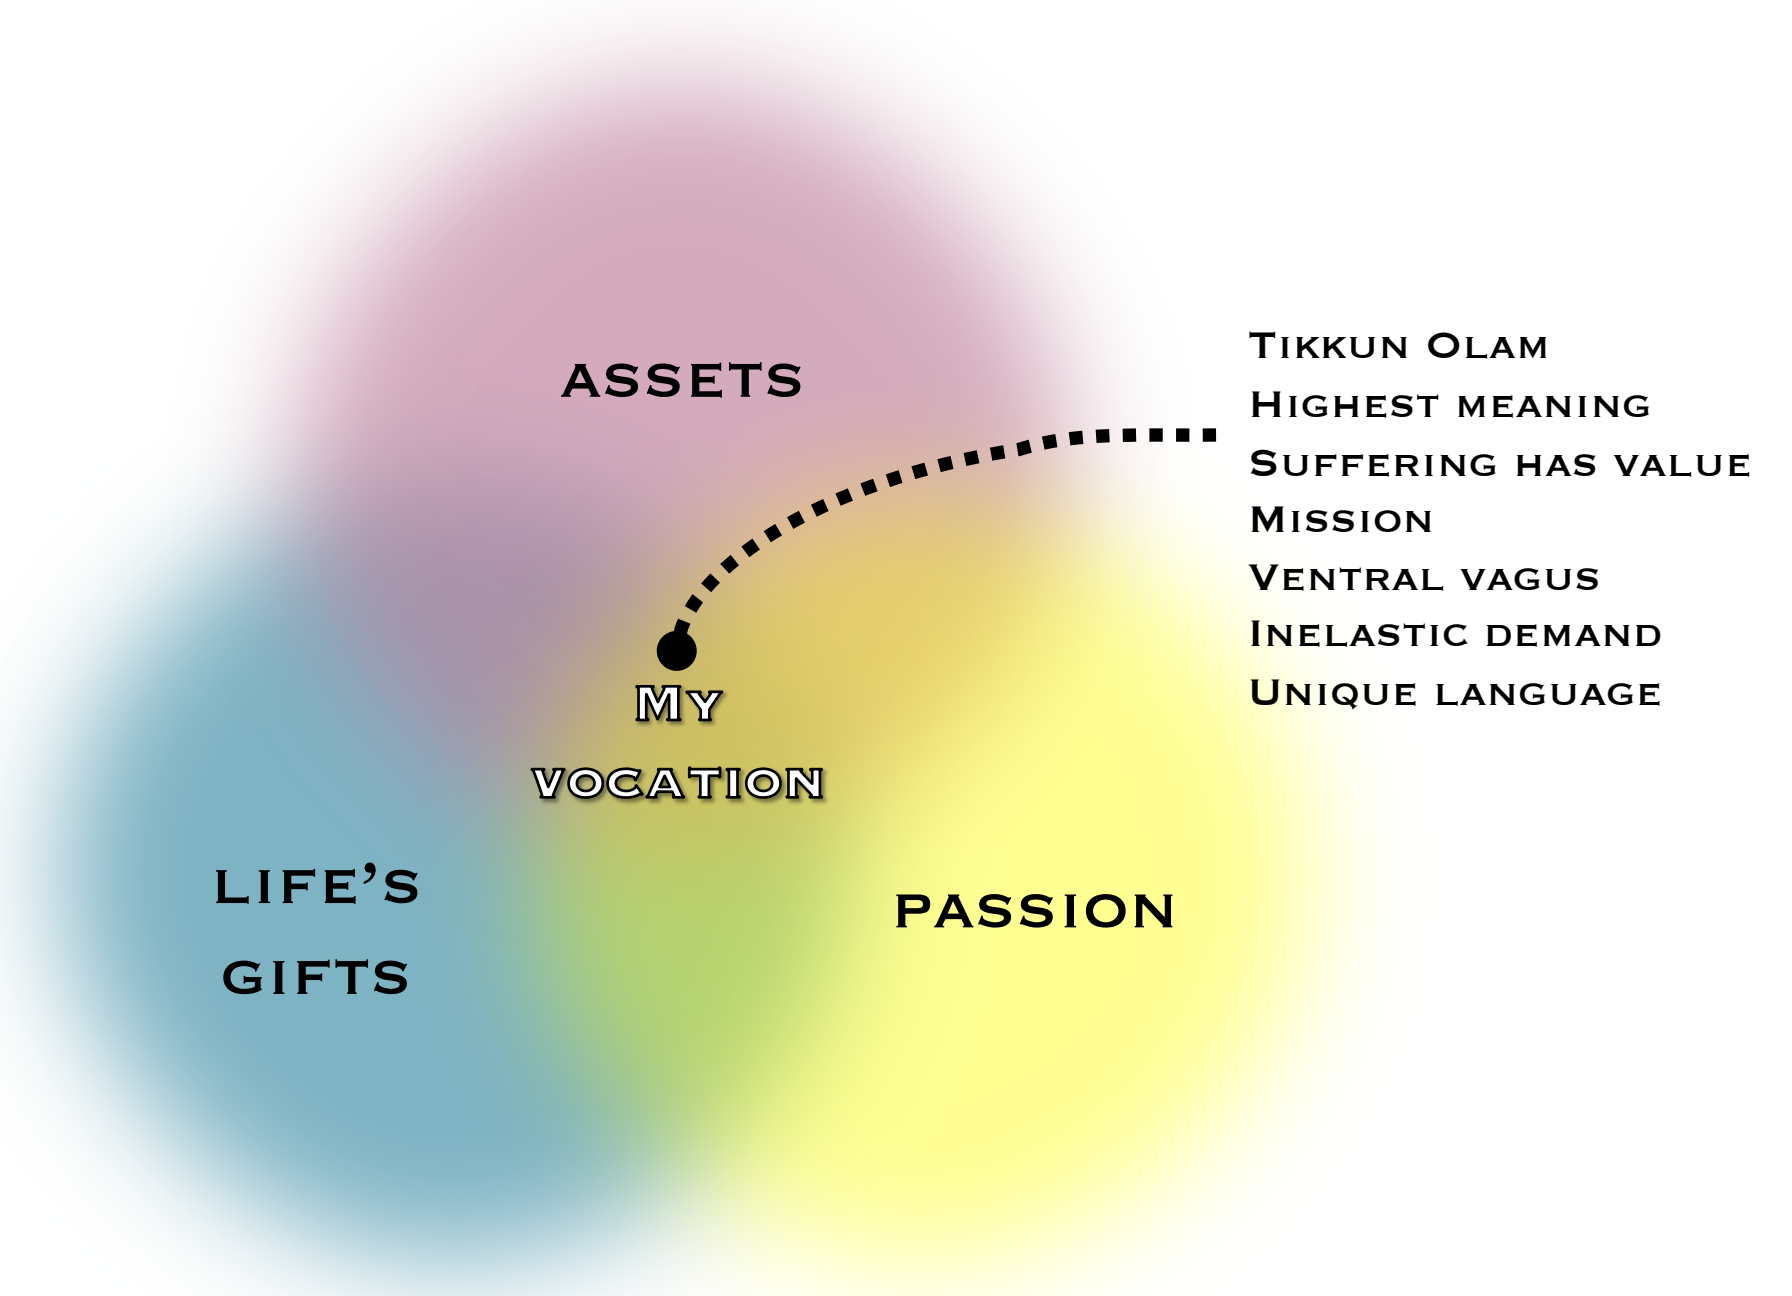 ASSETS
TIKKUN OLAM
HIGHEST MEANING
SUFFERING HAS VALUE
MISSION
VENTRAL VAGUS
INELASTIC DEMAND
UNIQUE LANGUAGE
MY
VOCATION
LIFE’S
GIFTS
PASSION